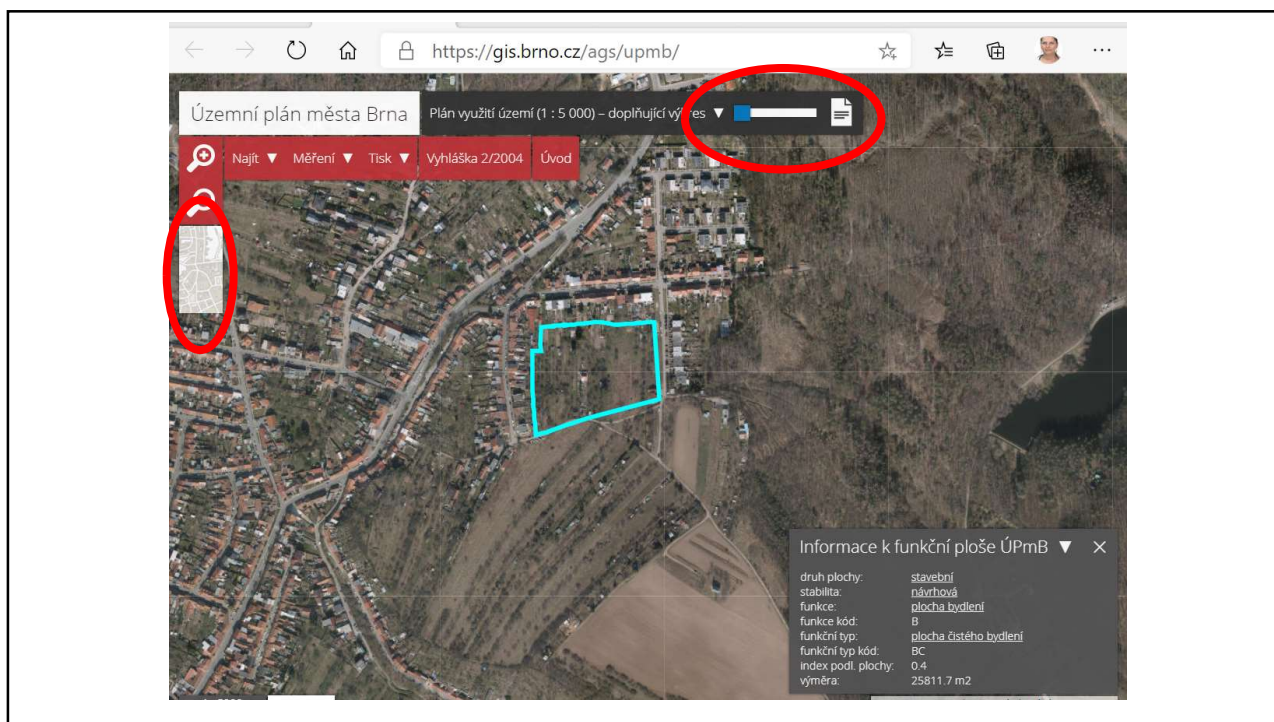 https://gis.brno.cz/ags/upmb/
Územní plán města Brna
Plán využití území (1 : 5 000) – doplňující výkres ▼
Najít ▼ Měření ▼ Tisk ▼ Vyhláška 2/2004 Úvod
Informace k funkční ploše ÚPmB ▼ ×
druh plochy: stavební
stabilita: návrhová
funkce: plocha bydlení
funkce kód: B
funkční typ: plocha čistého bydlení
funkční typ kód: BC
index podl. plochy: 0.4
výměra: 25811.7 m2